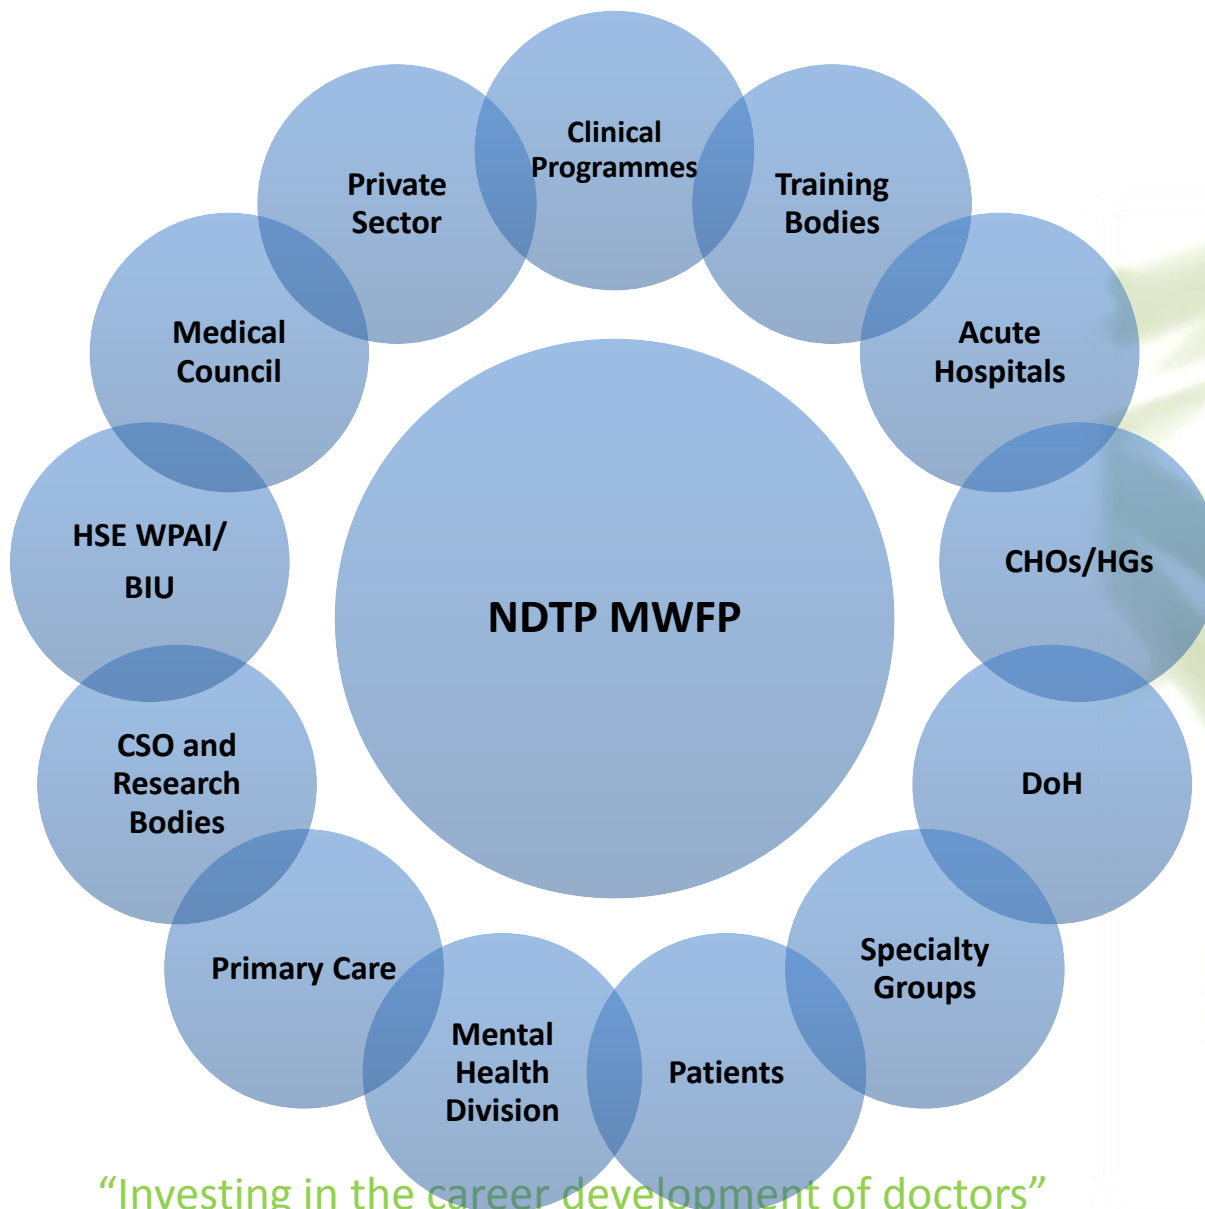 Clinical
Programmes
Training
Bodies
Acute
Hospitals
CHOs/HGs
DoH
Specialty
Groups
Patients
Mental
Health
Division
Primary Care
CSO and
Research
Bodies
HSE WPAI/
BIU
Medical
Council
Private
Sector
NDTP MWFP
“Investing in the career development of doctors”